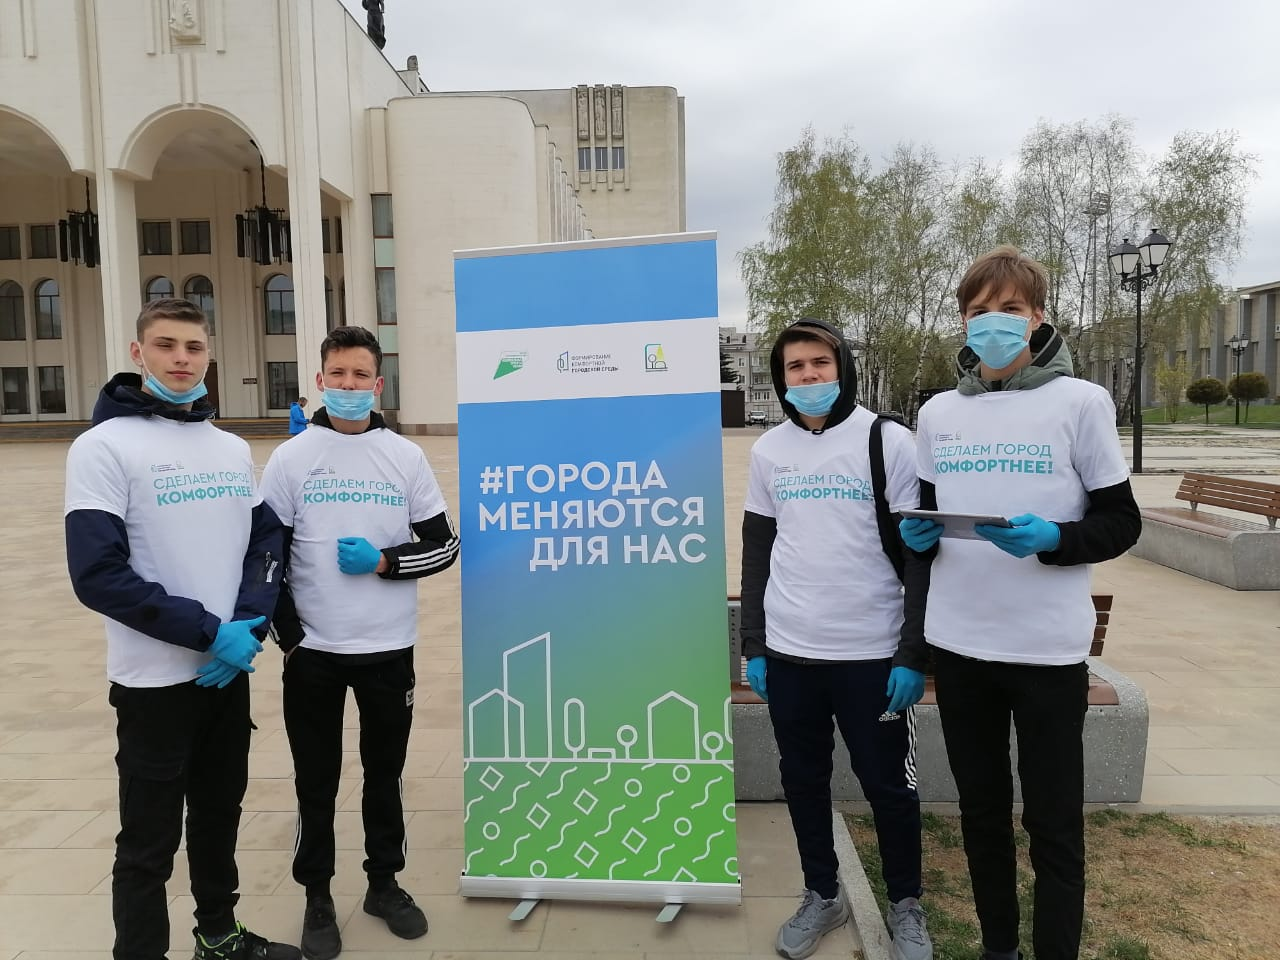 ФОРМИРОВАНИЕ
КОМФОРТНОЙ
ГОРОДСКОЙ СРЕДЫ
#ГОРОДА
МЕНЯЮТСЯ
ДЛЯ НАС
СДЕЛАЕМ ГОРОД
КОМФОРТНЕЕ
СДЕЛАЕМ ГОРОД
КОМФОРТНЕЕ!
СДЕЛАЕМ ГОРОД
КОМФОРТНЕЕ
СДЕЛАЕМ ГОРОД
КОМФОРТНЕЕ!
adidas